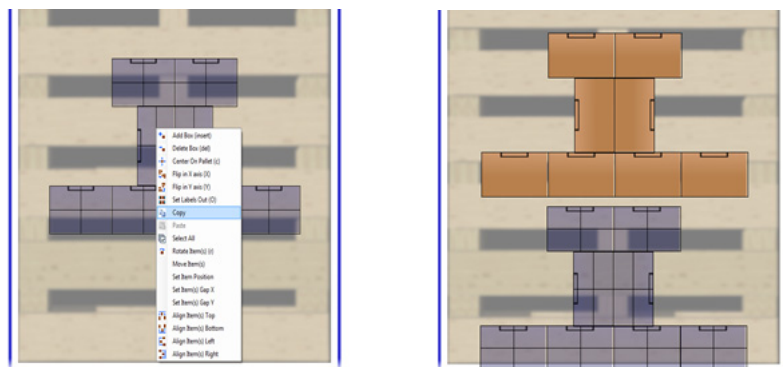 Add Box (insert)
Delete Box (del)
Center On Pallet (c)
Flip in X axis (X)
Flip in Y axis (Y)
Set Labels Out (O)
Copy
Paste
Select All
Rotate Item(s) (r)
Move Item(s)
Set Item Position
Set Item(s) Gap X
Set Item(s) Gap Y
Align Item(s) Top
Align Item(s) Bottom
Align Item(s) Left
Align Item(s) Right